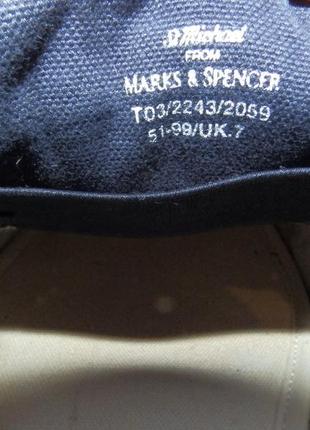 St Michael
FROM
MARKS & SPENCER
T03/2243/2059
51-99/UK.7